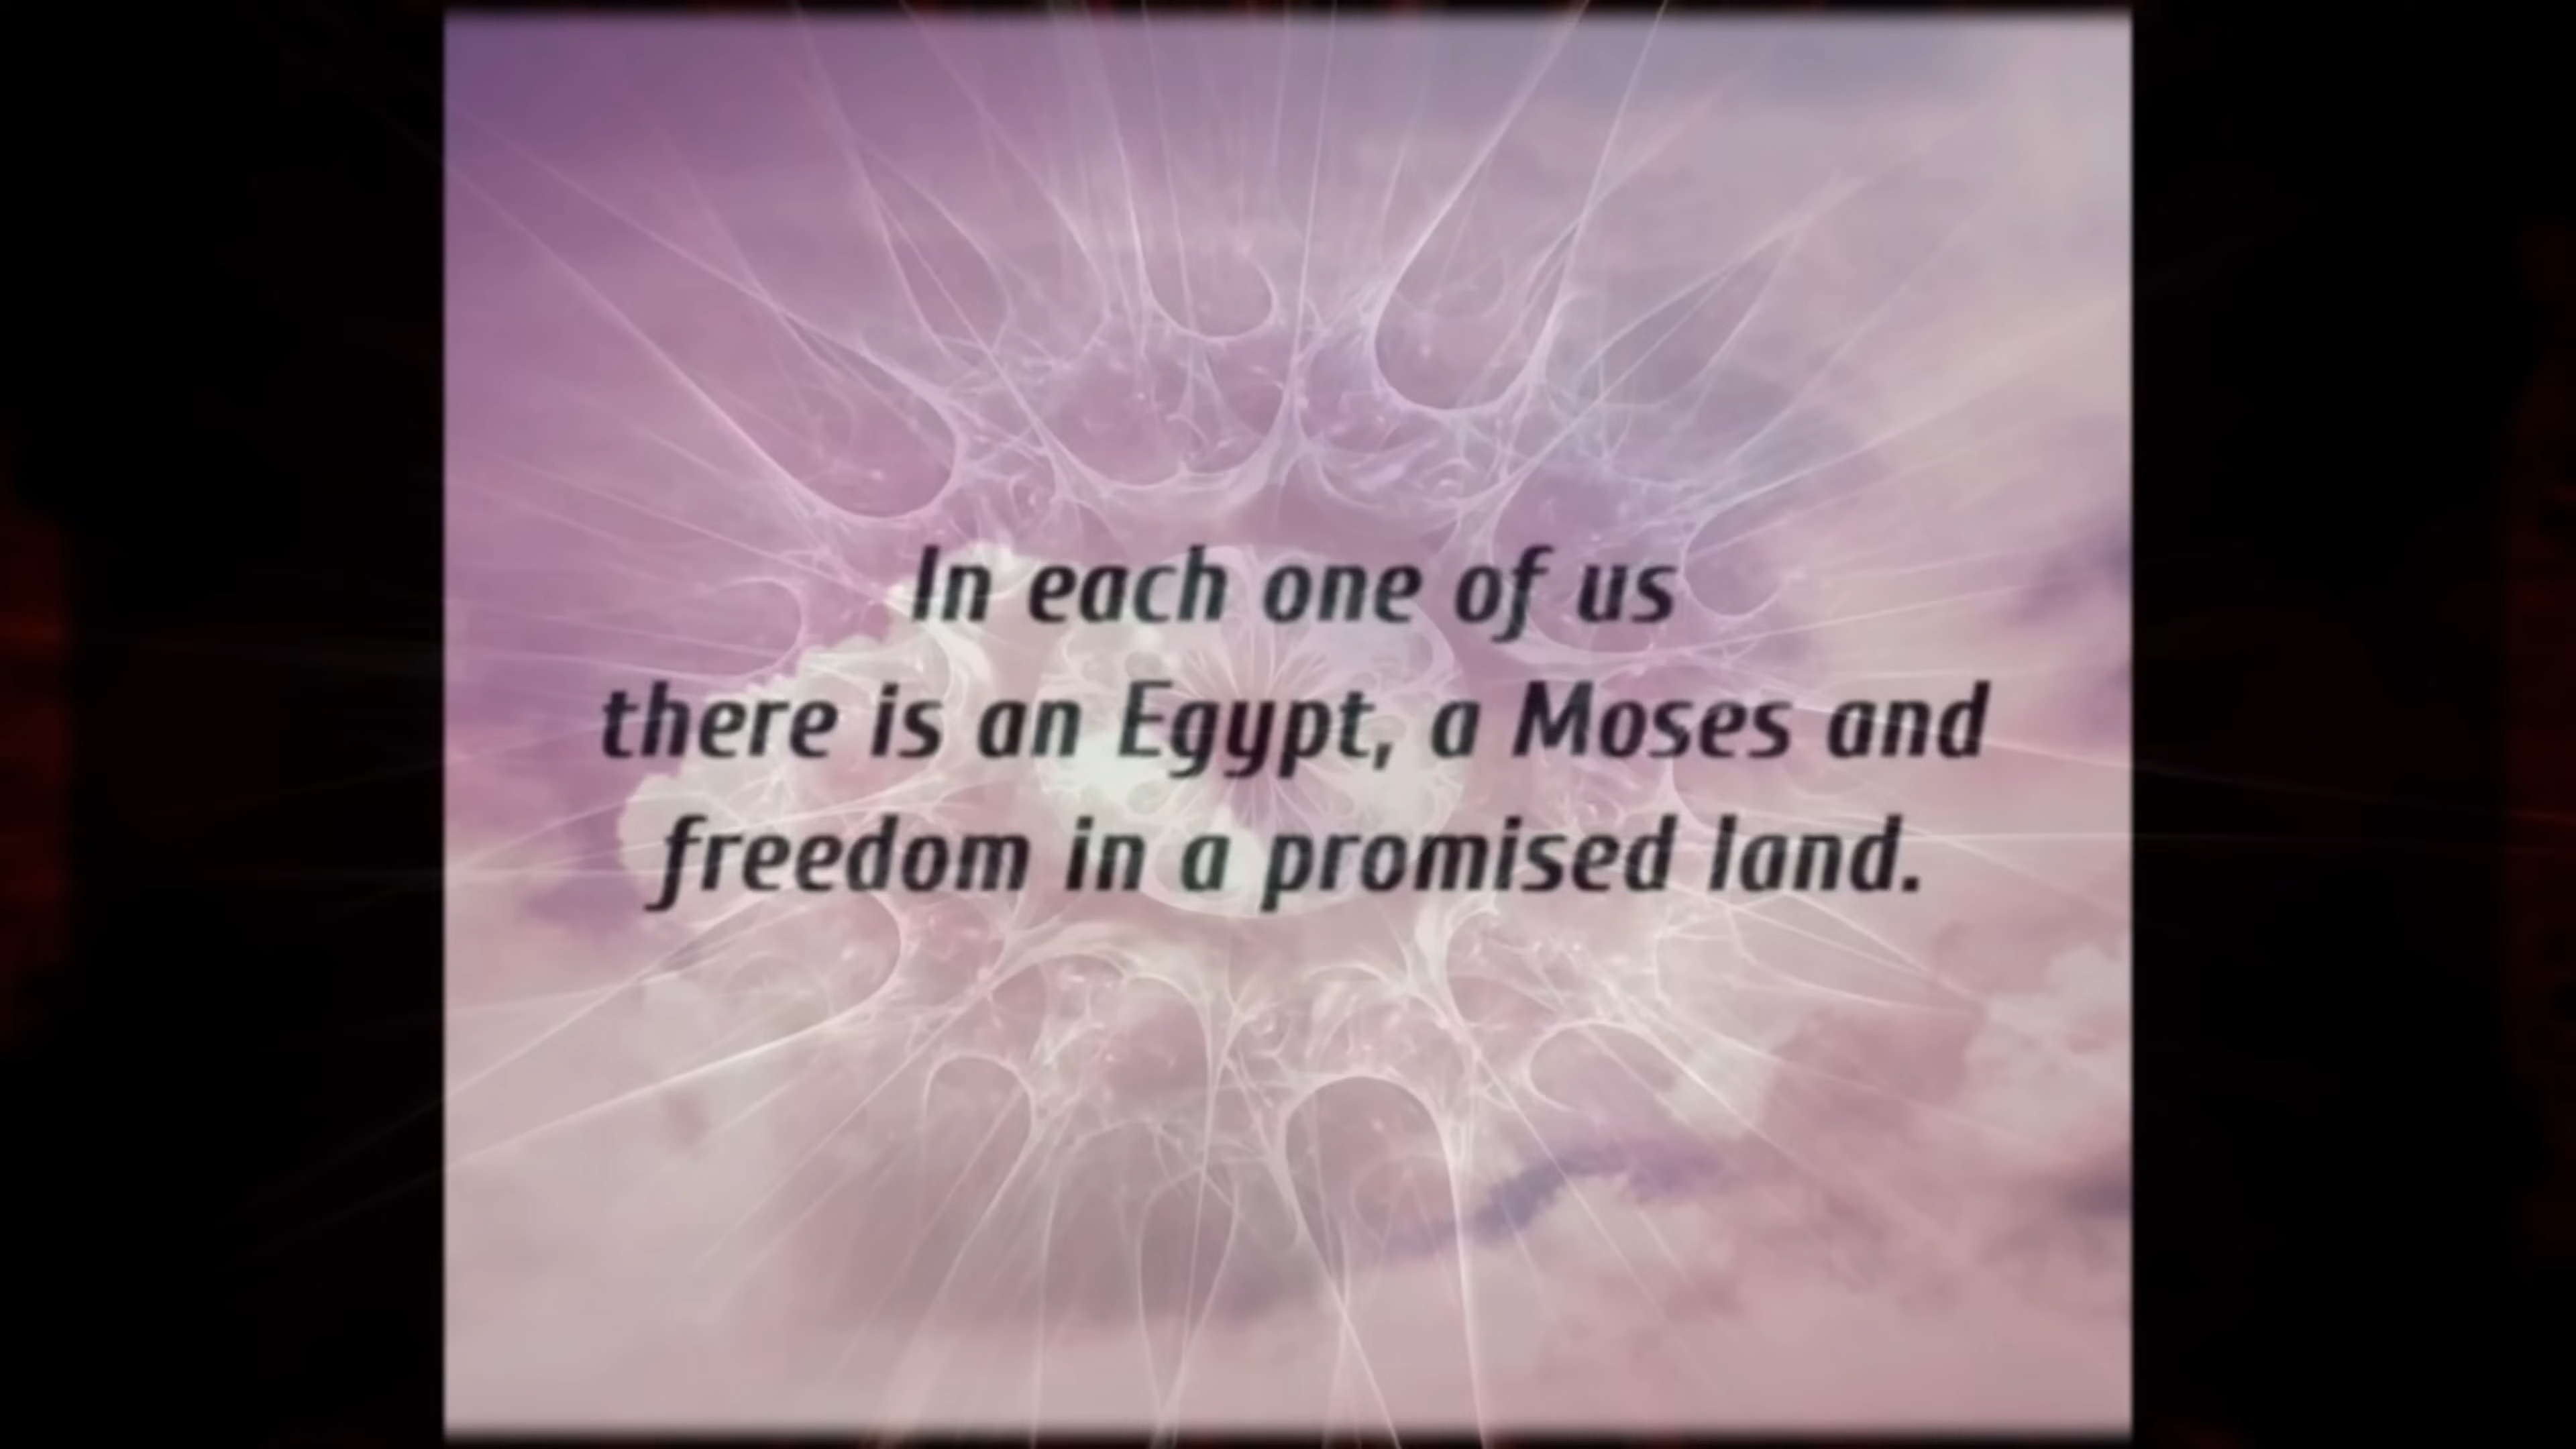 In each one of us
there is an Egypt, a Moses and
freedom in a promised land.